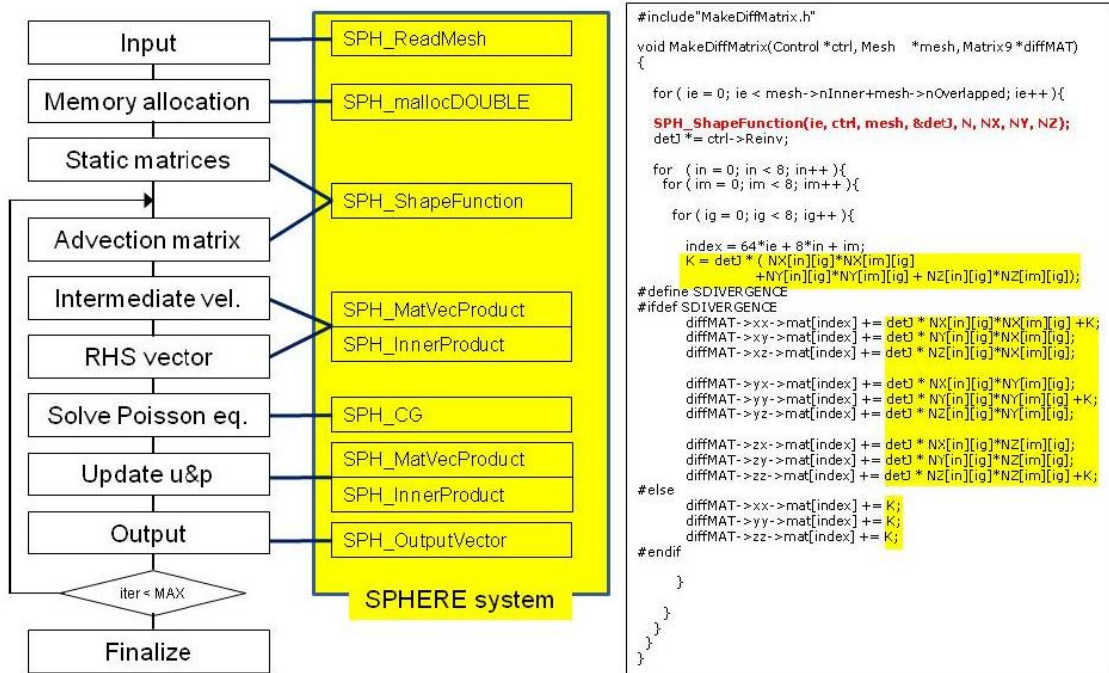 Input
Memory allocation
Static matrices
Advection matrix
Intermediate vel.
RHS vector
Solve Poisson eq.
Update u&p
Output
iter < MAX
Finalize
SPH_ReadMesh
SPH_mallocDOUBLE
SPH_ShapeFunction
SPH_MatVecProduct
SPH_InnerProduct
SPH_CG
SPH_MatVecProduct
SPH_InnerProduct
SPH_OutputVector
SPHERE system
#include"MakeDiffMatrix.h"
void MakeDiffMatrix(Control *ctrl, Mesh *mesh, Matrix9 *diffMAT)
{
for ( ie = 0; ie < mesh->nInner+mesh->nOverlapped; ie++ ){
SPH_ShapeFunction(ie, ctrl, mesh, &detJ, N, NX, NY, NZ);
detJ *= ctrl->Reinv;
for ( in = 0; in < 8; in++ ){
for ( im = 0; im < 8; im++ ){
for ( ig = 0; ig < 8; ig++ ){
index = 64*ie + 8*in + im;
K = detJ * ( NX[in][ig]*NX[im][ig]
+NY[in][ig]*NY[im][ig] + NZ[in][ig]*NZ[im][ig]);
#define SDIVERGENCE
#ifdef SDIVERGENCE
diffMAT->xx->mat[index] += detJ * NX[in][ig]*NX[im][ig] +K;
diffMAT->xy->mat[index] += detJ * NY[in][ig]*NX[im][ig];
diffMAT->xz->mat[index] += detJ * NZ[in][ig]*NX[im][ig];
diffMAT->yx->mat[index] += detJ * NX[in][ig]*NY[im][ig];
diffMAT->yy->mat[index] += detJ * NY[in][ig]*NY[im][ig] +K;
diffMAT->yz->mat[index] += detJ * NZ[in][ig]*NY[im][ig];
diffMAT->zx->mat[index] += detJ * NX[in][ig]*NZ[im][ig];
diffMAT->zy->mat[index] += detJ * NY[in][ig]*NZ[im][ig];
diffMAT->zz->mat[index] += detJ * NZ[in][ig]*NZ[im][ig] +K;
#else
diffMAT->xx->mat[index] += K;
diffMAT->yy->mat[index] += K;
diffMAT->zz->mat[index] += K;
#endif
}
}
}
}
}